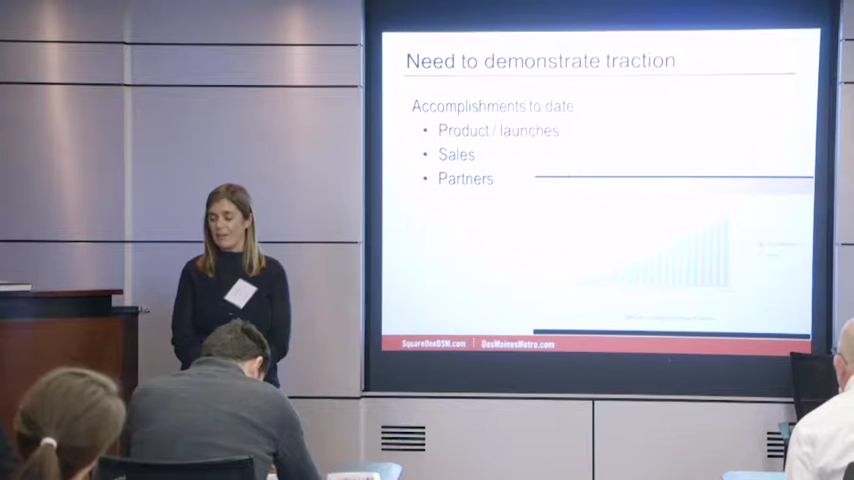 Need to demonstrate traction
Accomplishments to date
• Product / launches
• Sales
• Partners
SquareOneDSM.com | DesMoinesMetro.com